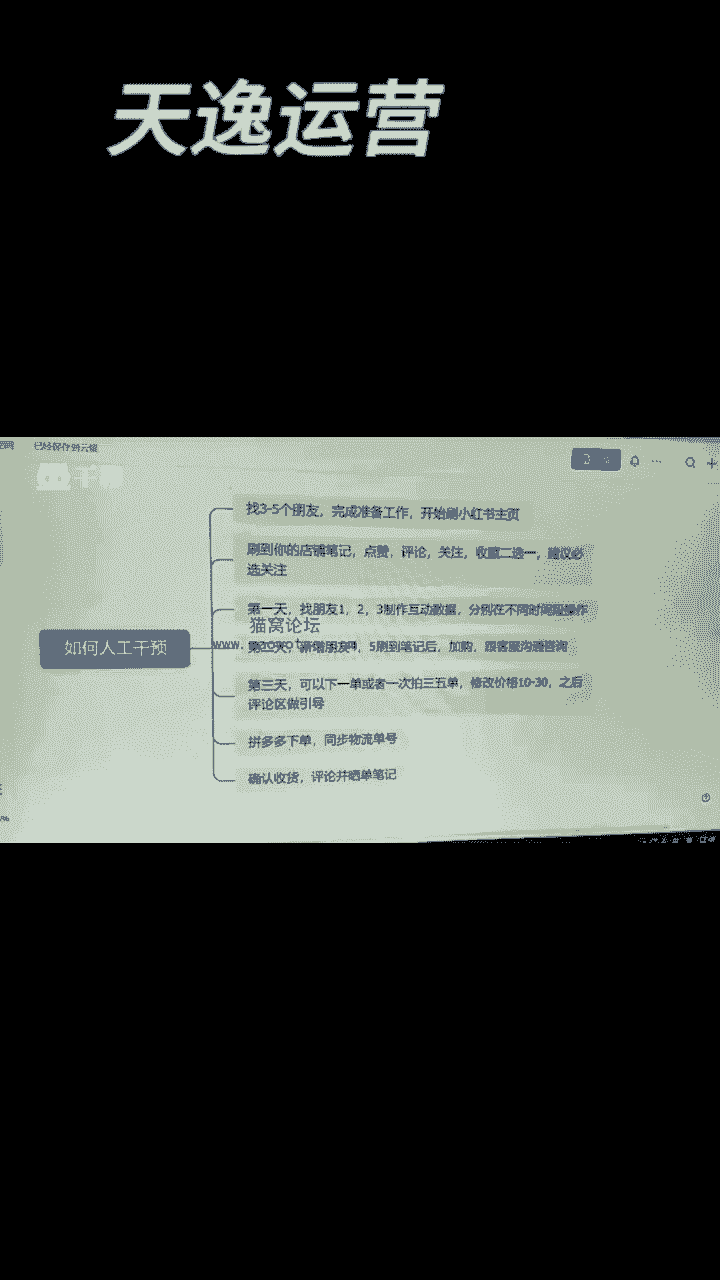 天逸运营
已经保存到云端
千聊
找3-5个朋友，完成准备工作，开始刷小红书主页
刷到你的店铺笔记，点赞，评论，关注，收藏二选一，建议必
选关注
第一天，找朋友1，2，3制作互动数据，分别在不同时间段操作
猫窝论坛
www.
如何人工干预
第二天，新增朋友4，5刷到笔记后，加购，跟客服沟通咨询
第三天，可以下一单或者一次拍三五单，修改价格10-30，之后
评论区做引导
拼多多下单，同步物流单号
确认收货，评论并晒单笔记